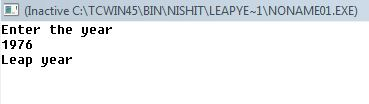 (Inactive C:\TCWIN45\BIN\NISHIT\LEAPYE~1\NONAME01.EXE)
Enter the year
1976
Leap year